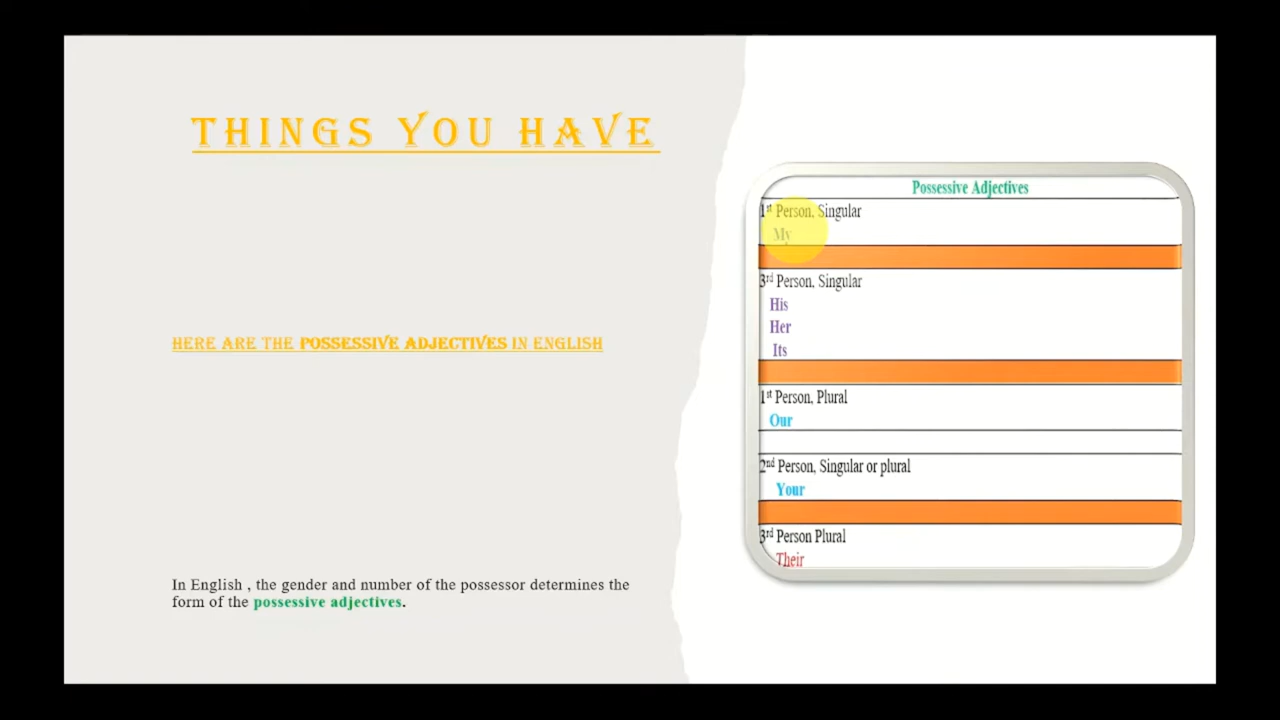 THINGS YOU HAVE
HERE ARE THE POSSESSIVE ADJECTIVES IN ENGLISH
In English , the gender and number of the possessor determines the
form of the possessive adjectives.
Possessive Adjectives
1st Person, Singular
My
3rd Person, Singular
His
Her
Its
1st Person, Plural
Our
2nd Person, Singular or plural
Your
3rd Person Plural
Their